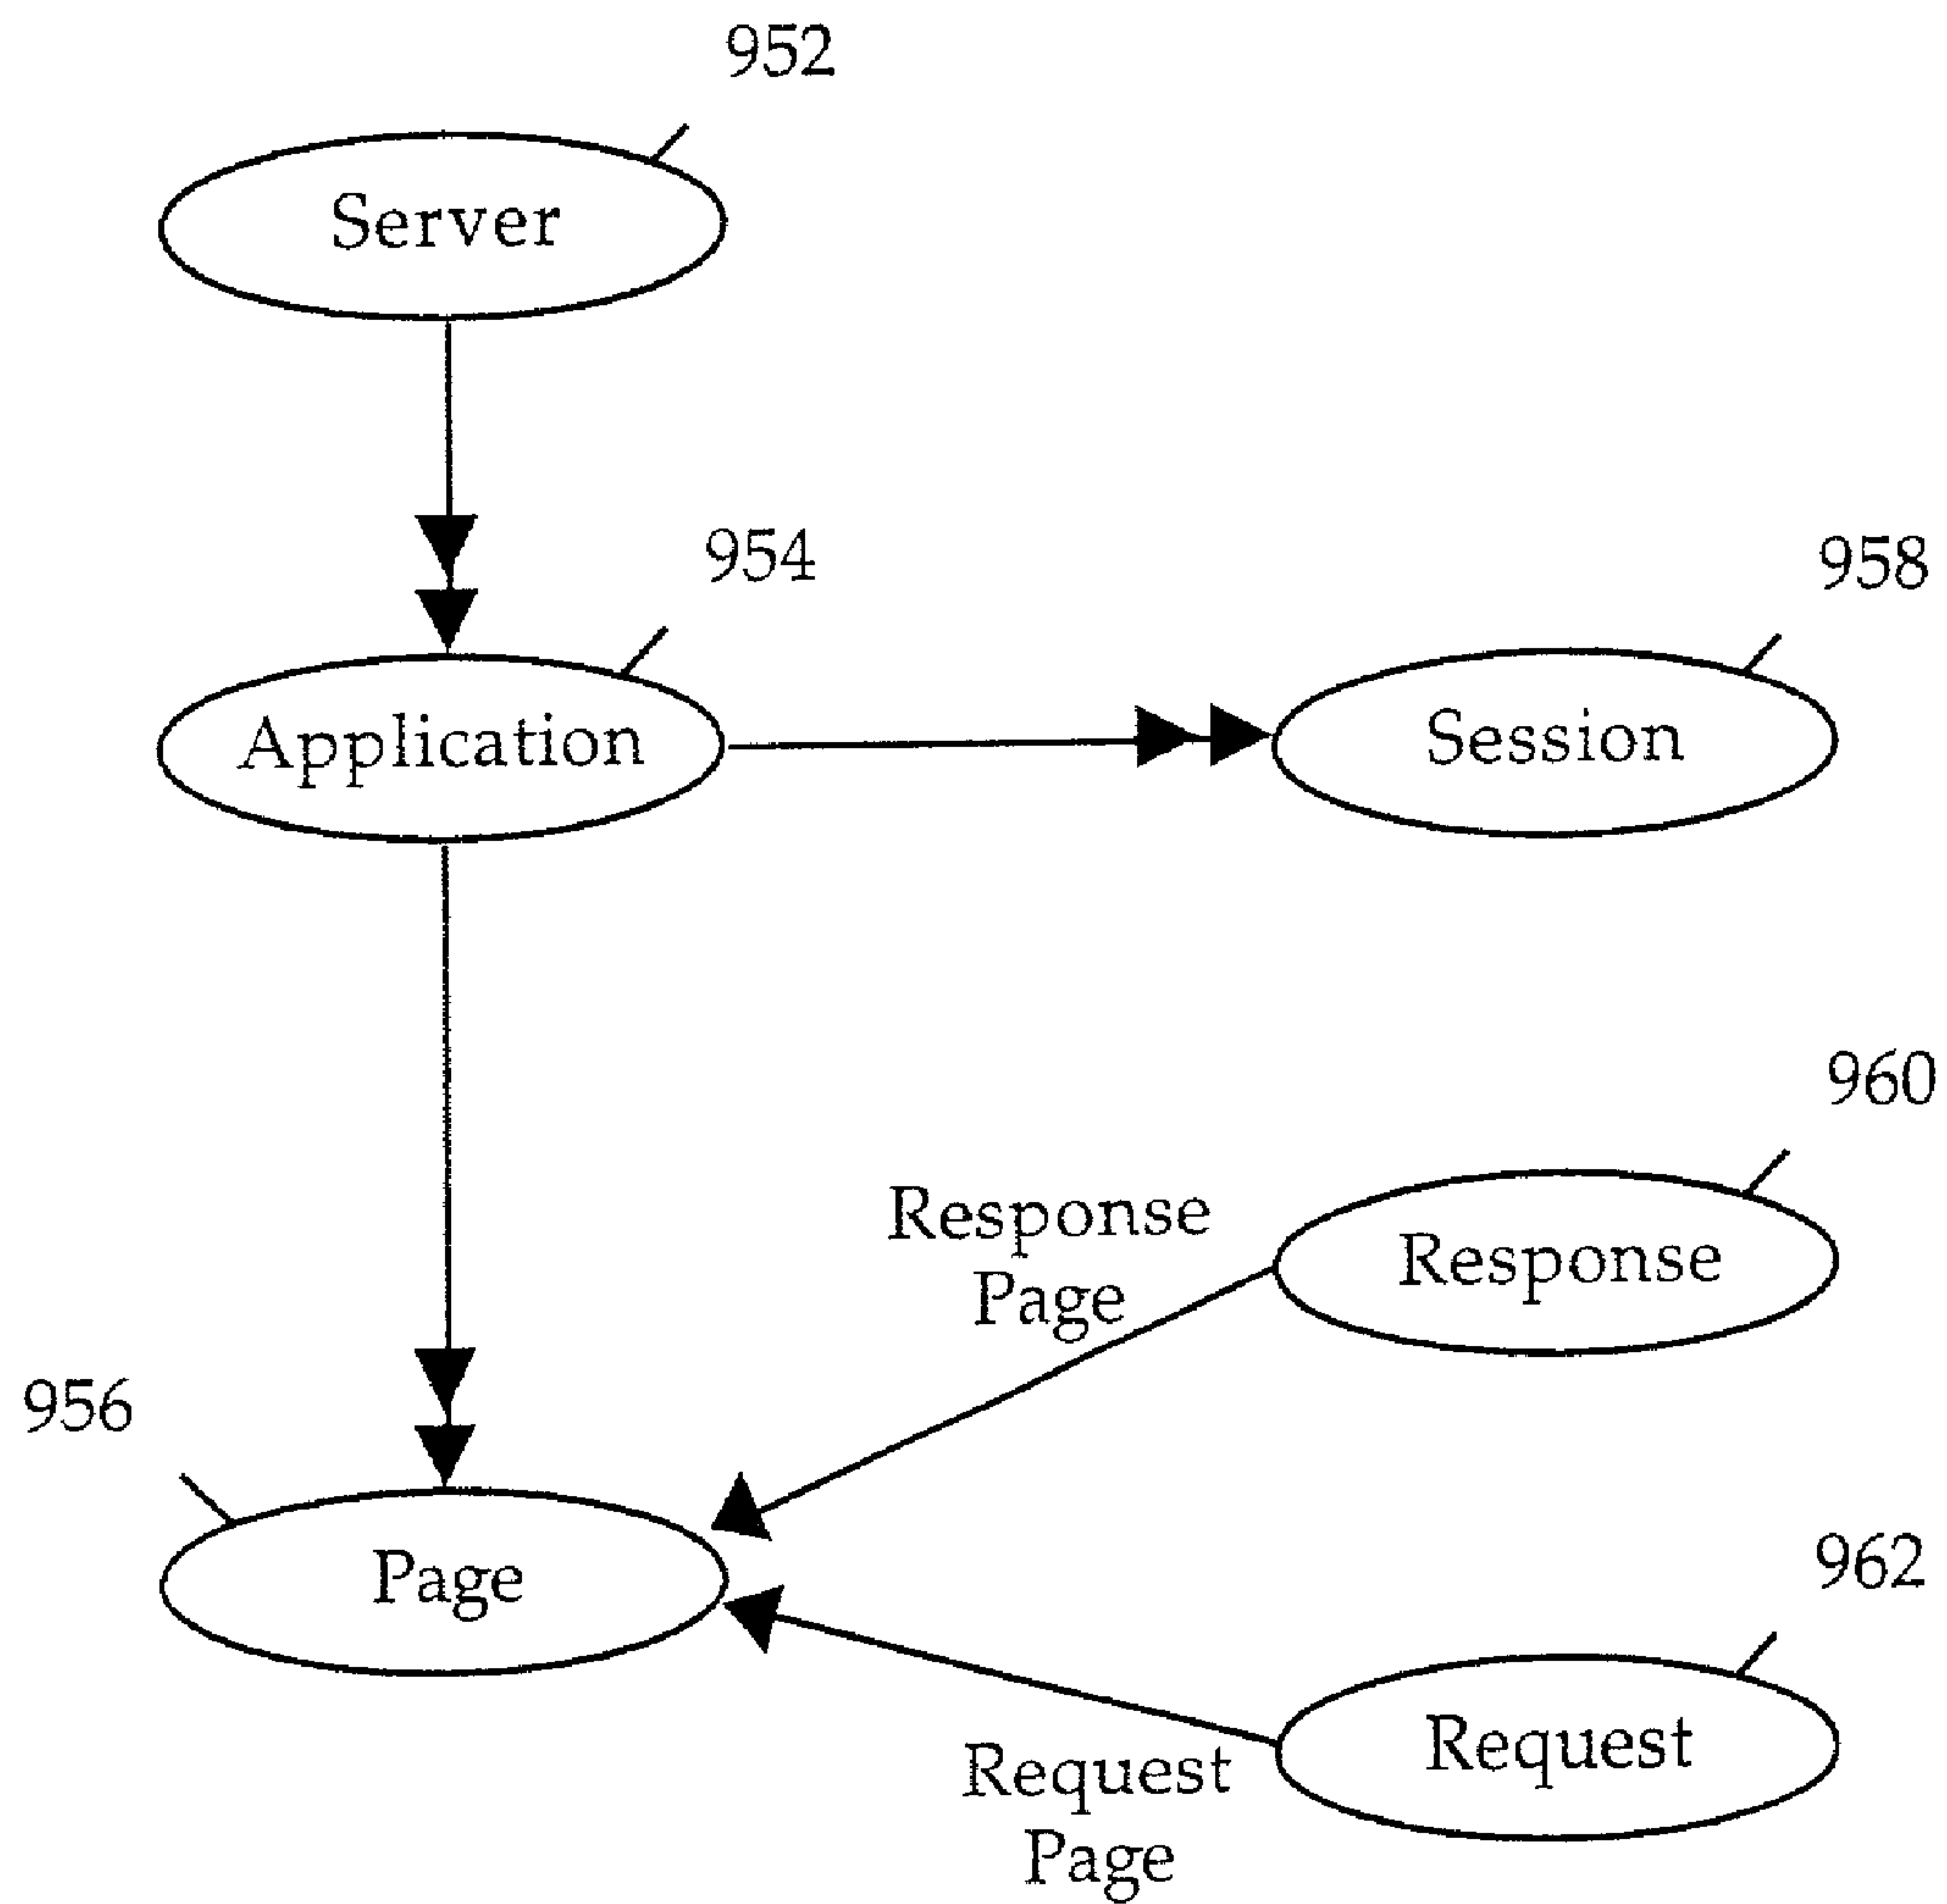 952
Server
954
958
Application
Session
960
Response
Page
Response
956
Page
962
Request
Request
Page